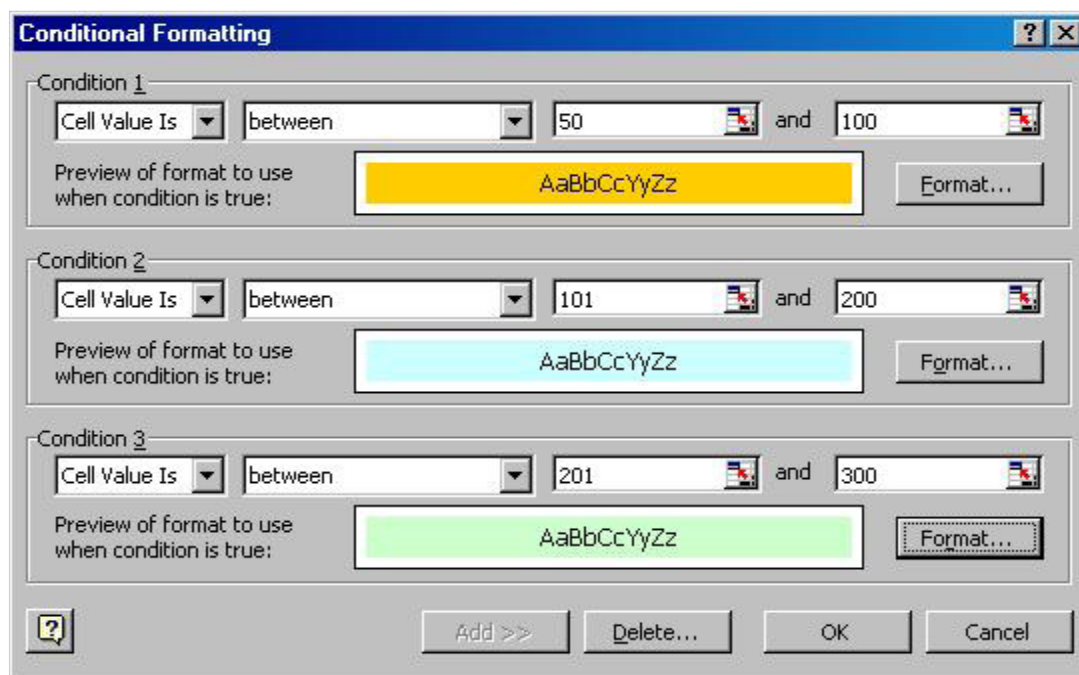 Conditional Formatting
Condition 1
Cell Value Is between 50 and 100
Preview of format to use
when condition is true:
AaBbCcYyZz
Format...
Condition 2
Cell Value Is between 101 and 200
Preview of format to use
when condition is true:
AaBbCcYyZz
Format...
Condition 3
Cell Value Is between 201 and 300
Preview of format to use
when condition is true:
AaBbCcYyZz
Format...
Add >> Delete... OK Cancel